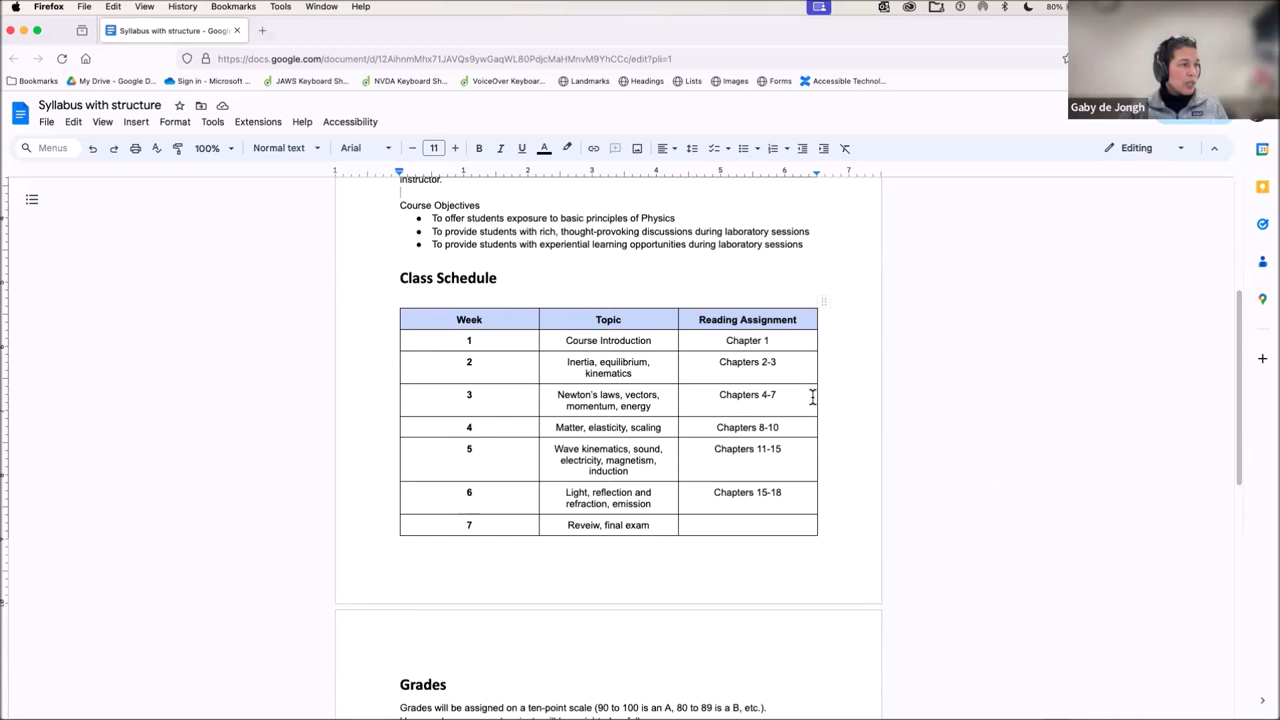 Firefox File Edit View History Bookmarks Tools Window Help 80%
Syllabus with structure - Googl
https://docs.google.com/document/d/12AihnmMhx71JAVQs9ywGaqWL80PdjcMaHMnvM9YhCCc/edit?pli=1
Bookmarks My Drive - Google D... Sign in - Microsoft ... JAWS Keyboard Sh... NVDA Keyboard Sh... VoiceOver Keyboar... Landmarks Headings Images Forms Accessible Technol...
Gaby de Jongh
Syllabus with structure
File Edit View Insert Format Tools Extensions Help Accessibility
Menus 100% Normal text Arial 11 Editing
1 1 2 3 4 5 6 7
instructor.
Course Objectives
● To offer students exposure to basic principles of Physics
● To provide students with rich, thought-provoking discussions during laboratory sessions
● To provide students with experiential learning opportunities during laboratory sessions
Class Schedule
Week Topic Reading Assignment
1 Course Introduction Chapter 1
2 Inertia, equilibrium, Chapters 2-3
kinematics
3 Newton's laws, vectors, Chapters 4-7
momentum, energy
4 Matter, elasticity, scaling Chapters 8-10
5 Wave kinematics, sound, Chapters 11-15
electricity, magnetism,
induction
6 Light, reflection and Chapters 15-18
refraction, emission
7 Reveiw, final exam
Grades
Grades will be assigned on a ten-point scale (90 to 100 is an A, 80 to 89 is a B, etc.).